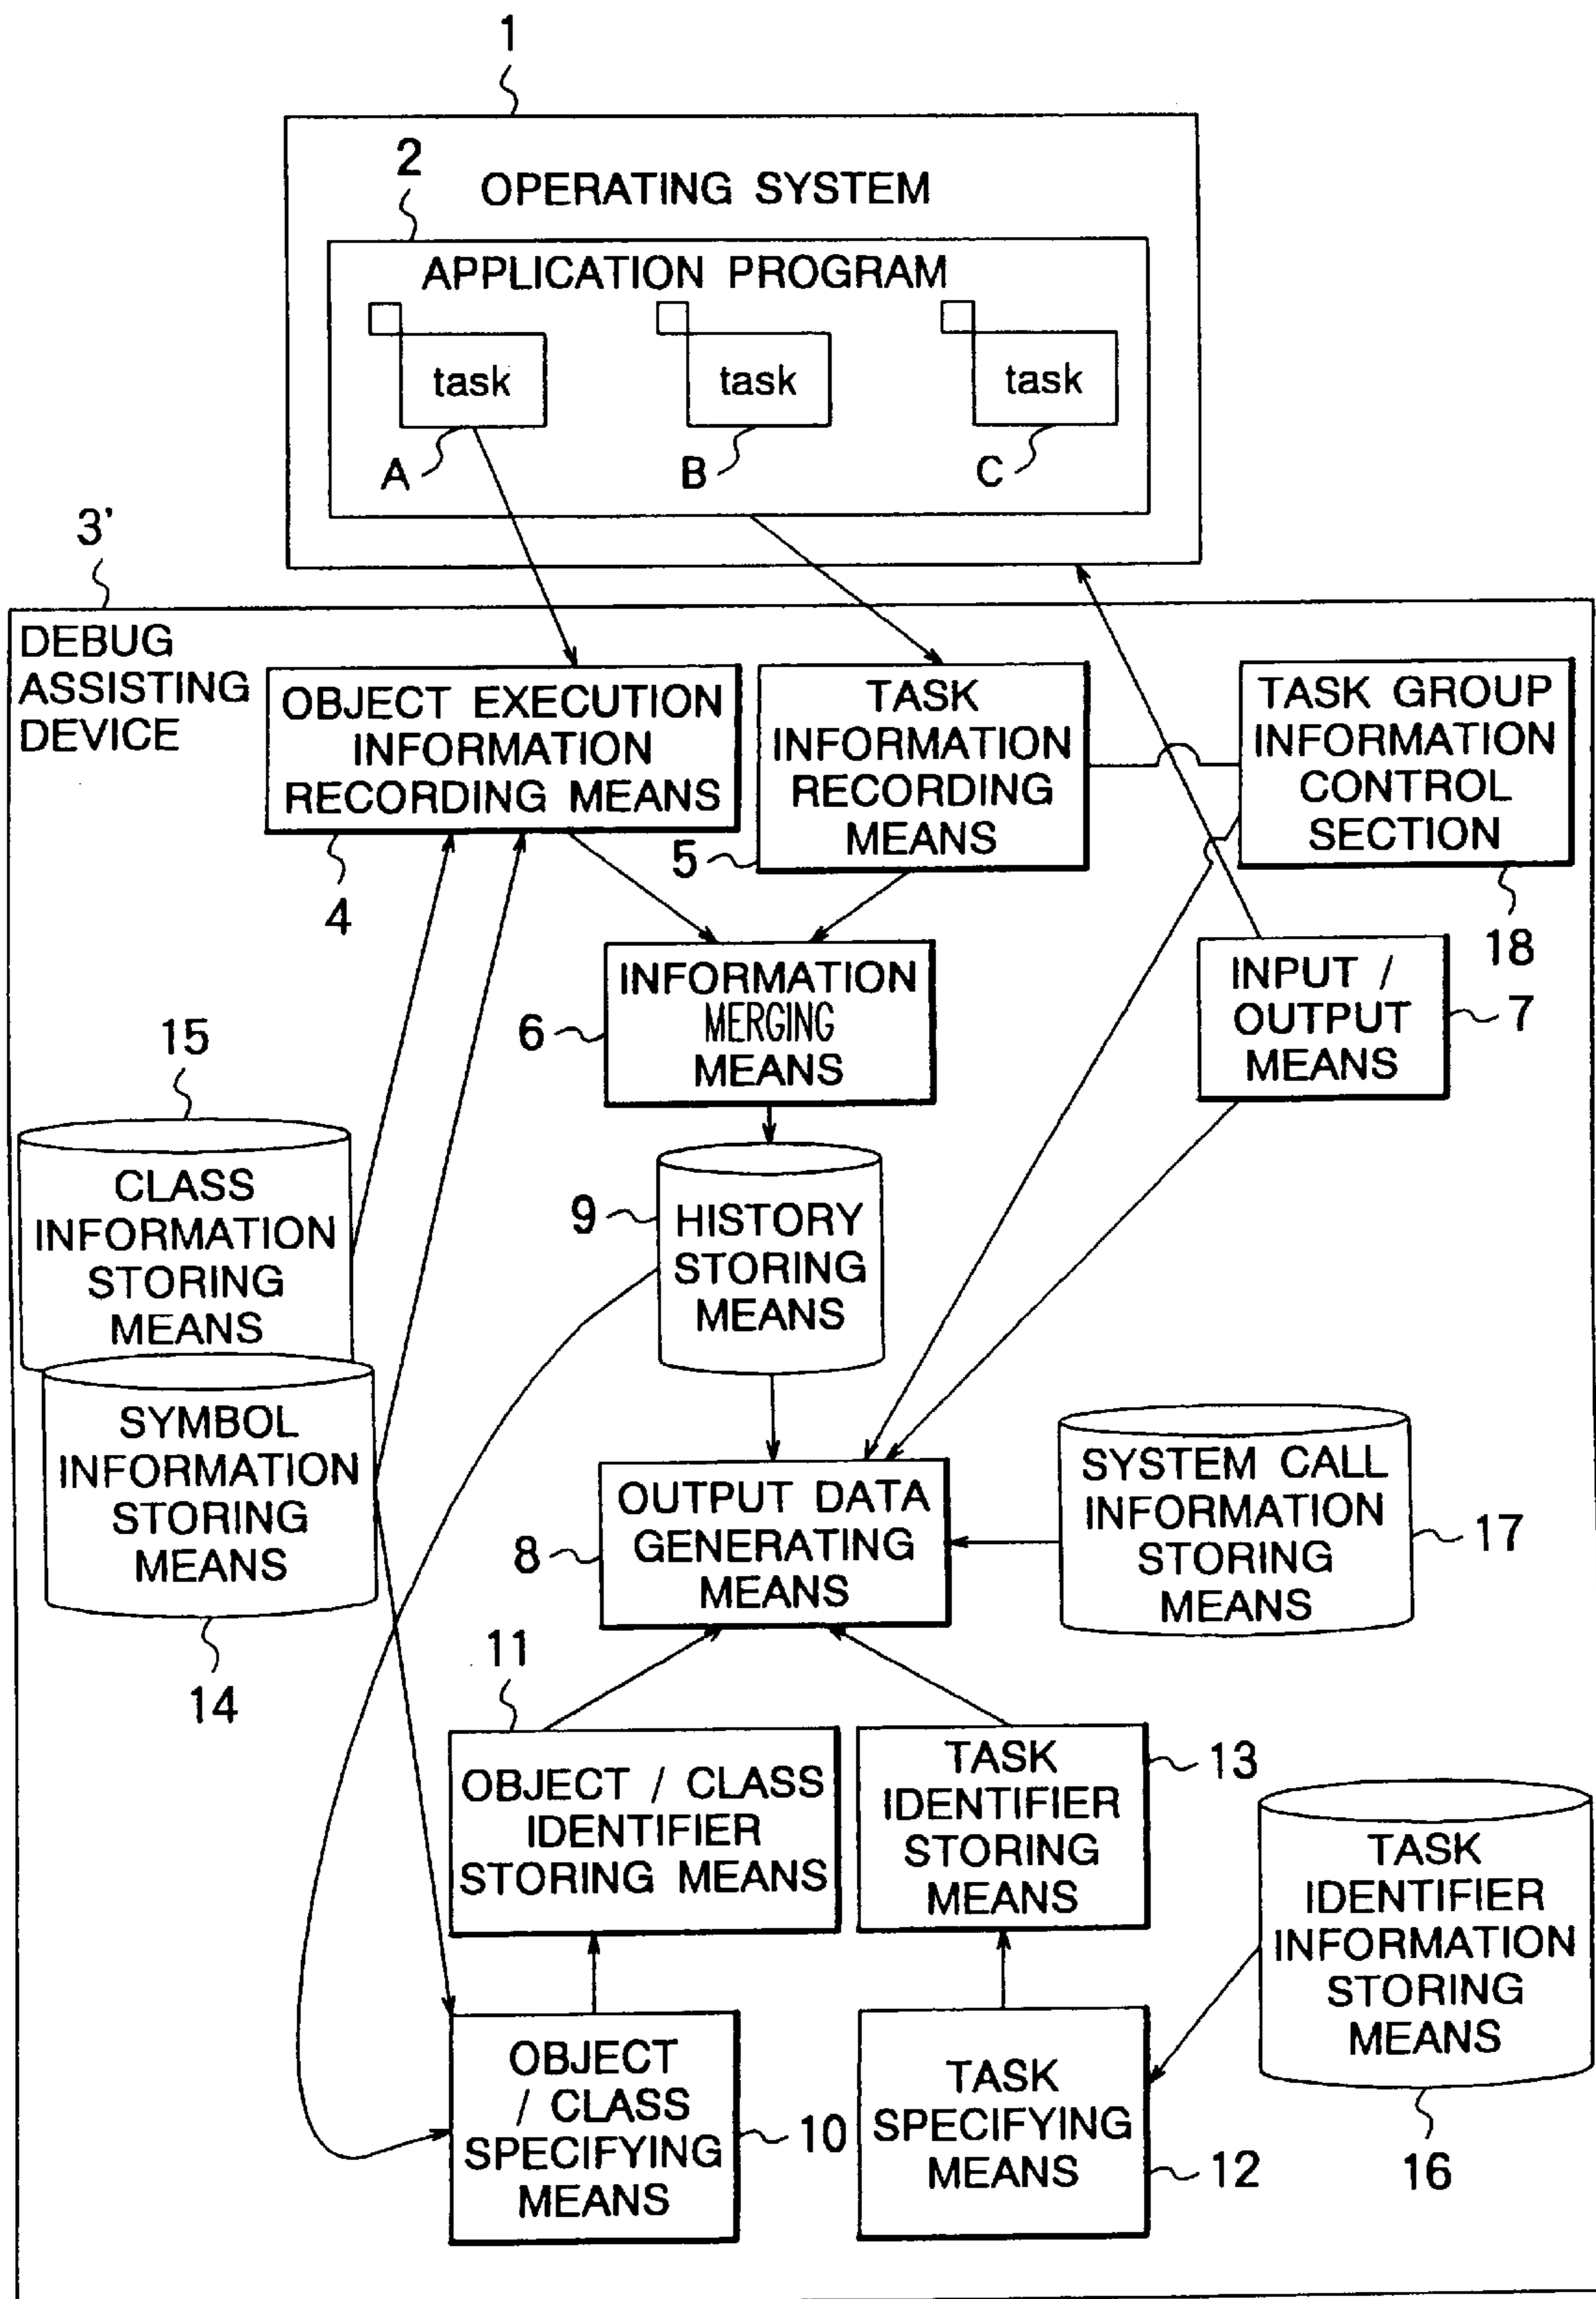 1
2
OPERATING SYSTEM
APPLICATION PROGRAM
task
task
task
A
B
C
3'
DEBUG
ASSISTING
DEVICE
OBJECT EXECUTION
INFORMATION
RECORDING MEANS
4
TASK
INFORMATION
RECORDING
MEANS
5
TASK GROUP
INFORMATION
CONTROL
SECTION
18
INFORMATION
MERGING
MEANS
6
INPUT /
OUTPUT
MEANS
7
15
CLASS
INFORMATION
STORING
MEANS
9
HISTORY
STORING
MEANS
SYMBOL
INFORMATION
STORING
MEANS
14
OUTPUT DATA
GENERATING
MEANS
8
SYSTEM CALL
INFORMATION
STORING
MEANS
17
11
OBJECT / CLASS
IDENTIFIER
STORING MEANS
TASK
IDENTIFIER
STORING
MEANS
13
TASK
IDENTIFIER
INFORMATION
STORING
MEANS
16
OBJECT
/ CLASS
SPECIFYING
MEANS
10
TASK
SPECIFYING
MEANS
12